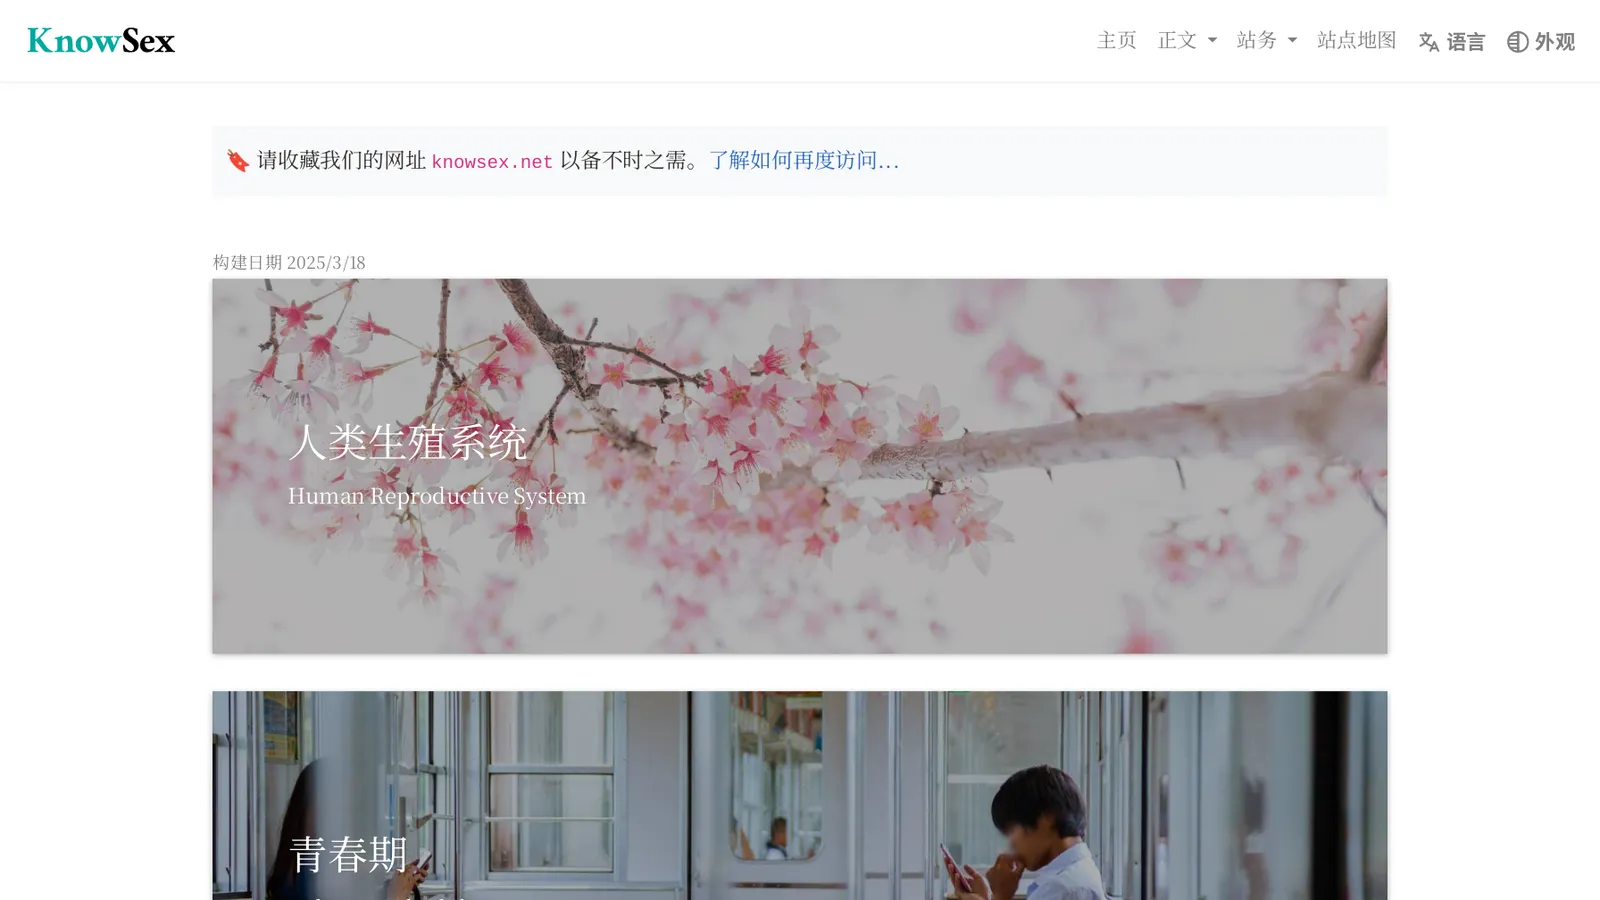 KnowSex
主页 正文 站务 站点地图 语言 外观
请收藏我们的网址 knowsex.net 以备不时之需。了解如何再度访问...
构建日期 2025/3/18
人类生殖系统
Human Reproductive System
青春期